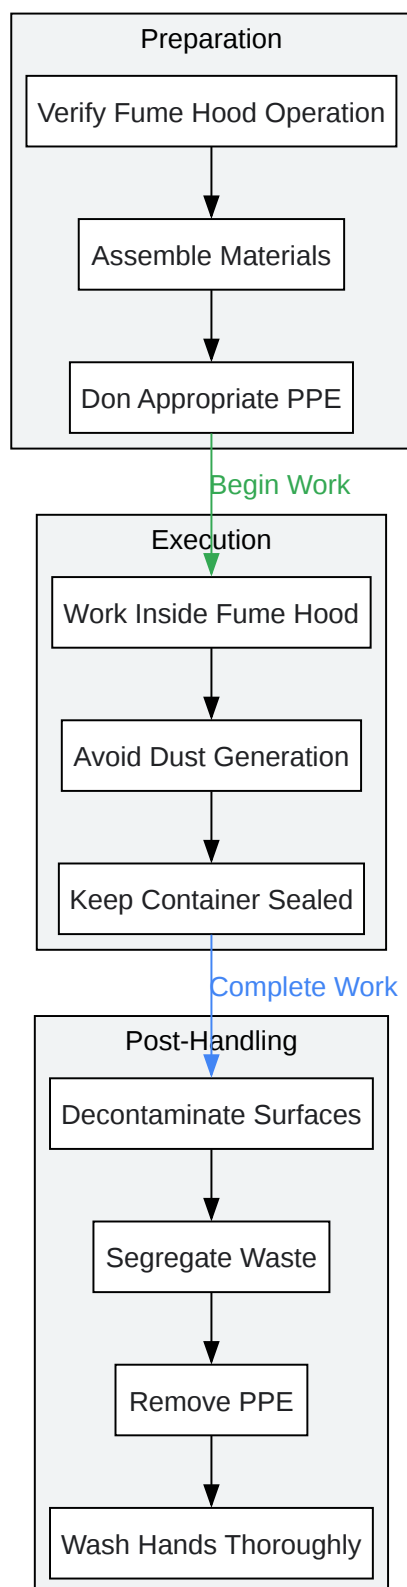 Preparation
Verify Fume Hood Operation
Assemble Materials
Don Appropriate PPE
Begin Work
Execution
Work Inside Fume Hood
Avoid Dust Generation
Keep Container Sealed
Complete Work
Post-Handling
Decontaminate Surfaces
Segregate Waste
Remove PPE
Wash Hands Thoroughly